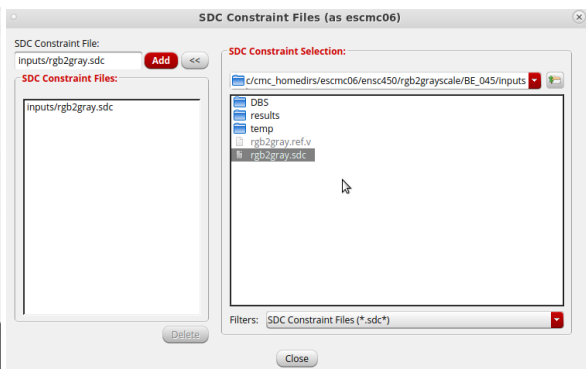 SDC Constraint Files (as escmc06)
SDC Constraint File:
inputs/rgb2gray.sdc
Add
<<
SDC Constraint Files:
inputs/rgb2gray.sdc
Delete
SDC Constraint Selection:
c/cmc_homedirs/escmc06/ensc450/rgb2grayscale/BE_045/inputs
DBS
results
temp
rgb2gray.ref.v
rgb2gray.sdc
Filters: SDC Constraint Files (*.sdc*)
Close